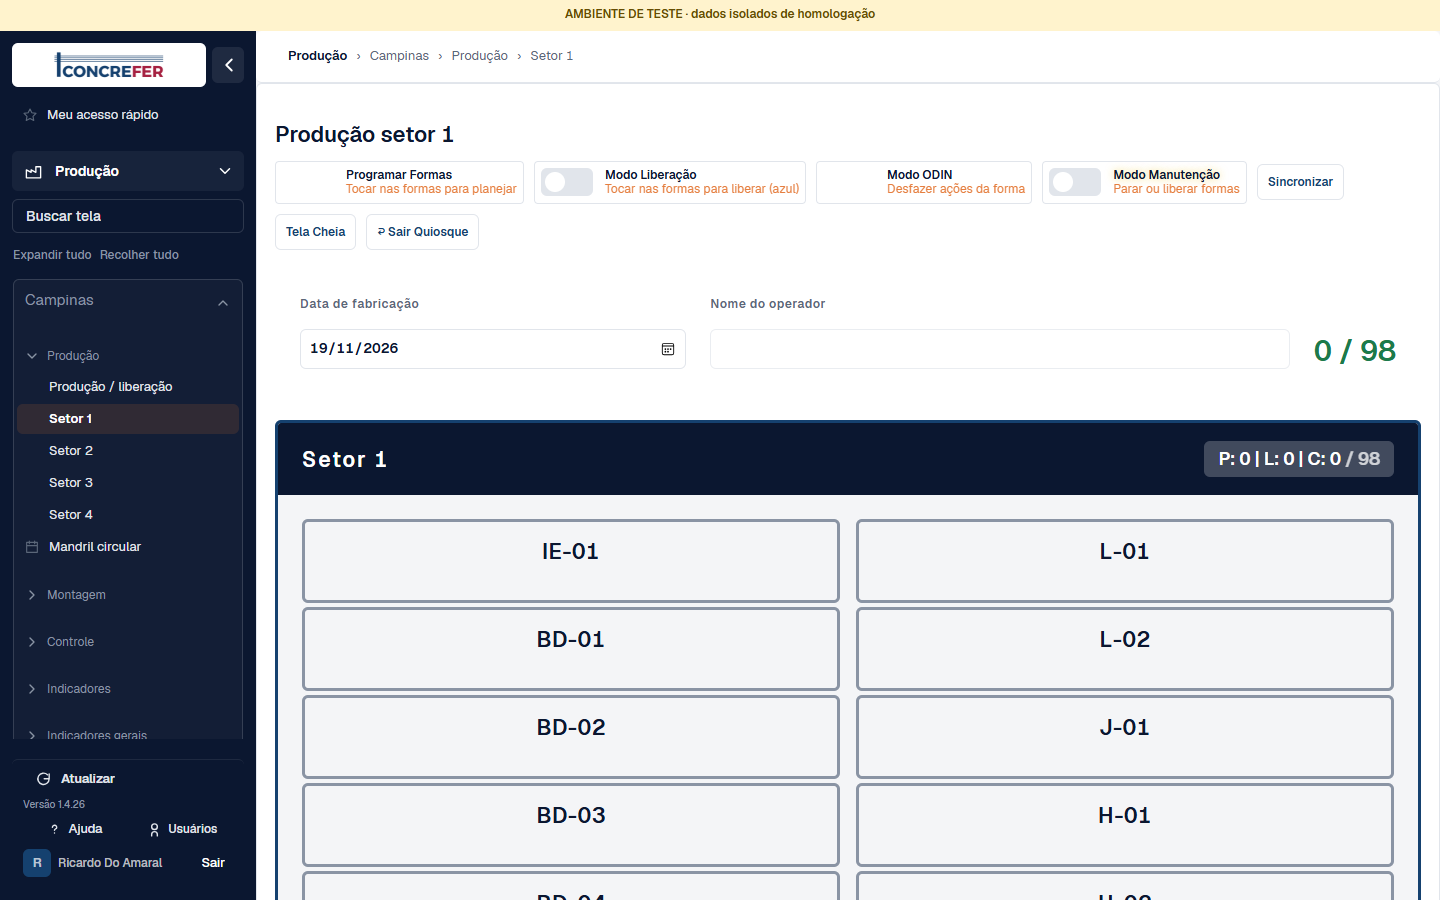 AMBIENTE DE TESTE · dados isolados de homologação
CONCREFER
Meu acesso rápido
Produção
Buscar tela
Expandir tudo Recolher tudo
Campinas
Produção
Produção / liberação
Setor 1
Setor 2
Setor 3
Setor 4
Mandril circular
Montagem
Controle
Indicadores
Indicadores gerais
Atualizar
Versão 1.4.26
? Ajuda
Usuários
R Ricardo Do Amaral Sair
Produção › Campinas › Produção › Setor 1
Produção setor 1
Programar Formas
Tocar nas formas para planejar
Modo Liberação
Tocar nas formas para liberar (azul)
Modo ODIN
Desfazer ações da forma
Modo Manutenção
Parar ou liberar formas
Sincronizar
Tela Cheia
Sair Quiosque
Data de fabricação
19/11/2026
Nome do operador
0 / 98
Setor 1
P: 0 | L: 0 | C: 0 / 98
IE-01
L-01
BD-01
L-02
BD-02
J-01
BD-03
H-01
BD-04